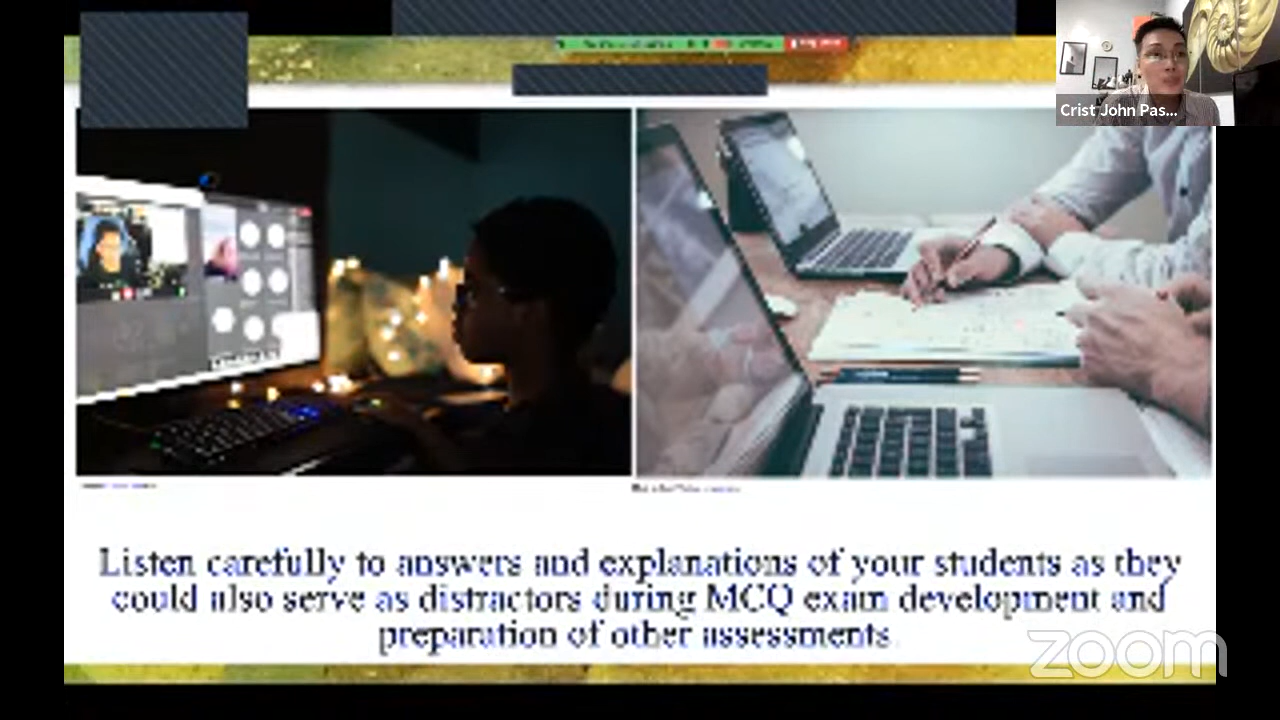 Crist John Pas...
Listen carefully to answers and explanations of your students as they
could also serve as distractors during MCQ exam development and
preparation of other assessments.
zoom